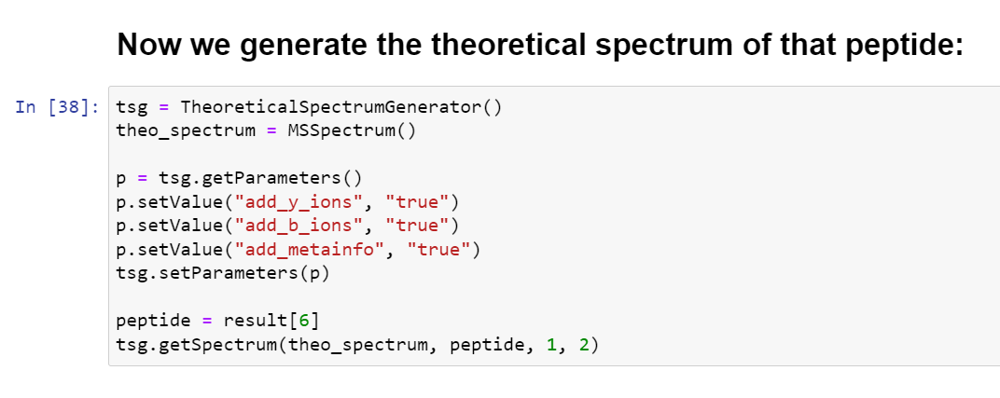 Now we generate the theoretical spectrum of that peptide:
In [38]: tsg = TheoreticalSpectrumGenerator()
theo_spectrum = MSSpectrum()
p = tsg.getParameters()
p.setValue("add_y_ions", "true")
p.setValue("add_b_ions", "true")
p.setValue("add_metainfo", "true")
tsg.setParameters(p)
peptide = result[6]
tsg.getSpectrum(theo_spectrum, peptide, 1, 2)